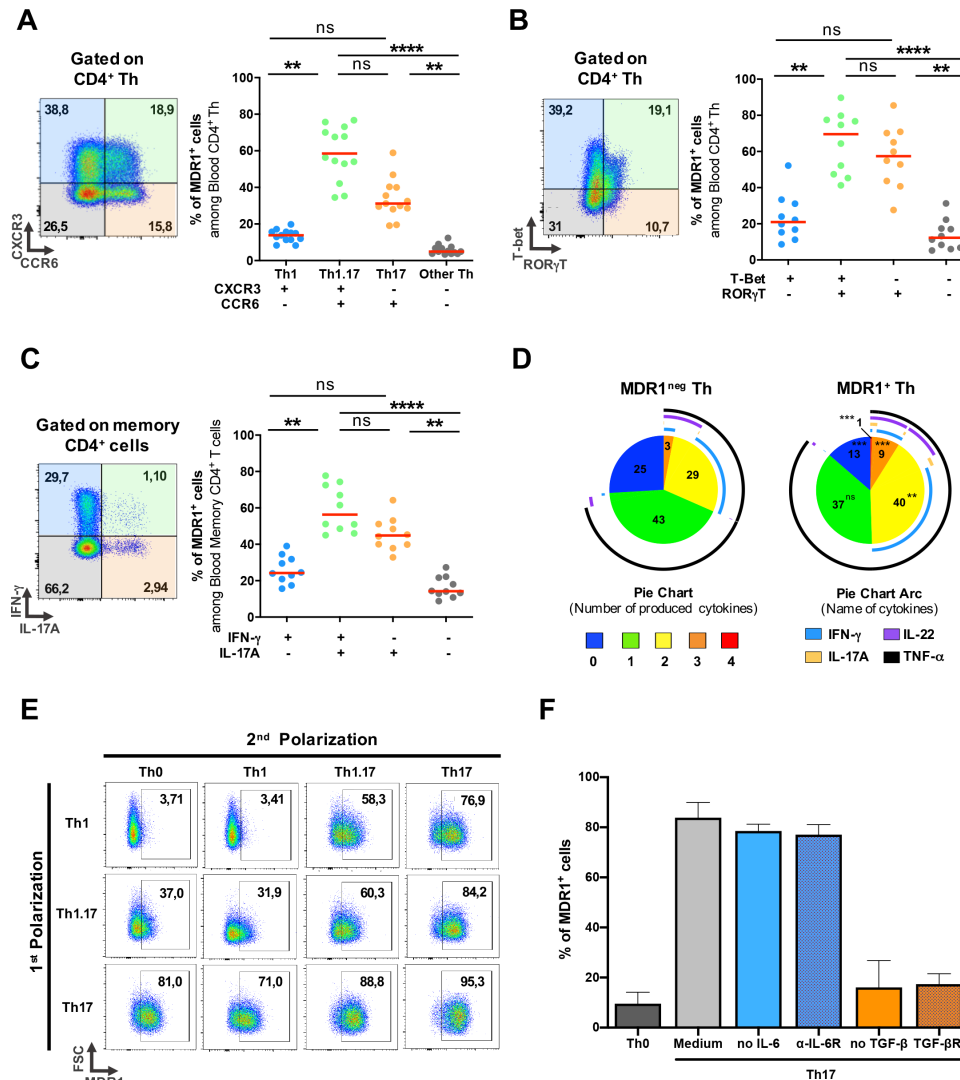 A
Gated on
CD4+ Th
38,8
18,9
26,5
15,8
CXCR3
CCR6
ns
****
**
ns
**
% of MDR1+ cells
among Blood CD4+ Th
100
80
60
40
20
0
Th1
Th1.17
Th17
Other Th
CXCR3
+
+
-
-
CCR6
-
+
+
-
B
Gated on
CD4+ Th
39,2
19,1
31
10,7
T-bet
RORγT
ns
****
**
ns
**
% of MDR1+ cells
among Blood CD4+ Th
100
80
60
40
20
0
T-Bet
+
+
-
-
RORγT
-
+
+
-
C
Gated on memory
CD4+ cells
29,7
1,10
66,2
2,94
IFN-γ
IL-17A
ns
****
**
ns
**
% of MDR1+ cells
among Blood Memory CD4+ T cells
100
80
60
40
20
0
IFN-γ
+
+
-
-
IL-17A
-
+
+
-
D
MDR1neg Th
3
25
29
43
MDR1+ Th
*** 1
***
13
***
9
37 ns
40 **
Pie Chart
(Number of produced cytokines)
0
1
2
3
4
Pie Chart Arc
(Name of cytokines)
IFN-γ
IL-22
IL-17A
TNF-α
E
2nd Polarization
Th0
Th1
Th1.17
Th17
1st Polarization
Th1
3,71
3,41
58,3
76,9
Th1.17
37,0
31,9
60,3
84,2
Th17
81,0
71,0
88,8
95,3
FSC
MDR1
F
% of MDR1+ cells
100
80
60
40
20
0
Th0
Medium
no IL-6
α-IL-6R
no TGF-β
TGF-βR
Th17